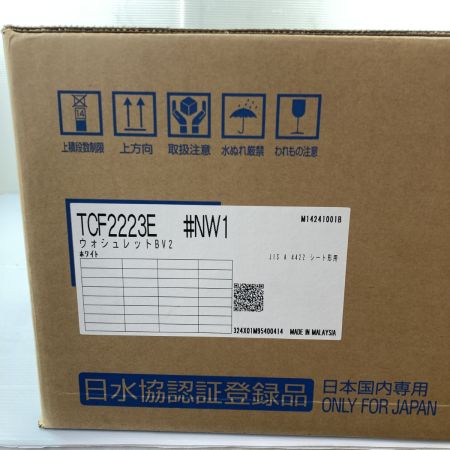 14
上積段数制限 上方向 取扱注意 水ぬれ厳禁 われもの注意
TCF2223E #NW1
M14241001B
ウォシュレットBV2
ホワイト
JIS A 4422 シート形用
324X01M95400414 MADE IN MALAYSIA
日水協認証登録品
日本国内専用
ONLY FOR JAPAN